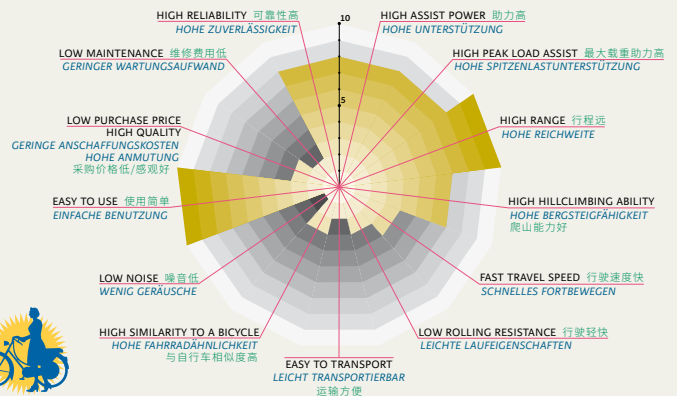 HIGH RELIABILITY 可靠性高
HOHE ZUVERLÄSSIGKEIT
10
HIGH ASSIST POWER 助力高
HOHE UNTERSTÜTZUNG
LOW MAINTENANCE 维修费用低
GERINGER WARTUNGSAUFWAND
HIGH PEAK LOAD ASSIST 最大载重助力高
HOHE SPITZENLASTUNTERSTÜTZUNG
5
LOW PURCHASE PRICE
HIGH QUALITY
GERINGE ANSCHAFFUNGSKOSTEN
HOHE ANMUTUNG
采购价格低/感观好
HIGH RANGE 行程远
HOHE REICHWEITE
EASY TO USE 使用简单
EINFACHE BENUTZUNG
HIGH HILLCLIMBING ABILITY
HOHE BERGSTEIGFÄHIGKEIT
爬山能力好
LOW NOISE 噪音低
WENIG GERÄUSCHE
FAST TRAVEL SPEED 行驶速度快
SCHNELLES FORTBEWEGEN
HIGH SIMILARITY TO A BICYCLE
HOHE FAHRRADÄHNLICHKEIT
与自行车相似度高
LOW ROLLING RESISTANCE 行驶轻快
LEICHTE LAUFEIGENSCHAFTEN
EASY TO TRANSPORT
LEICHT TRANSPORTIERBAR
运输方便